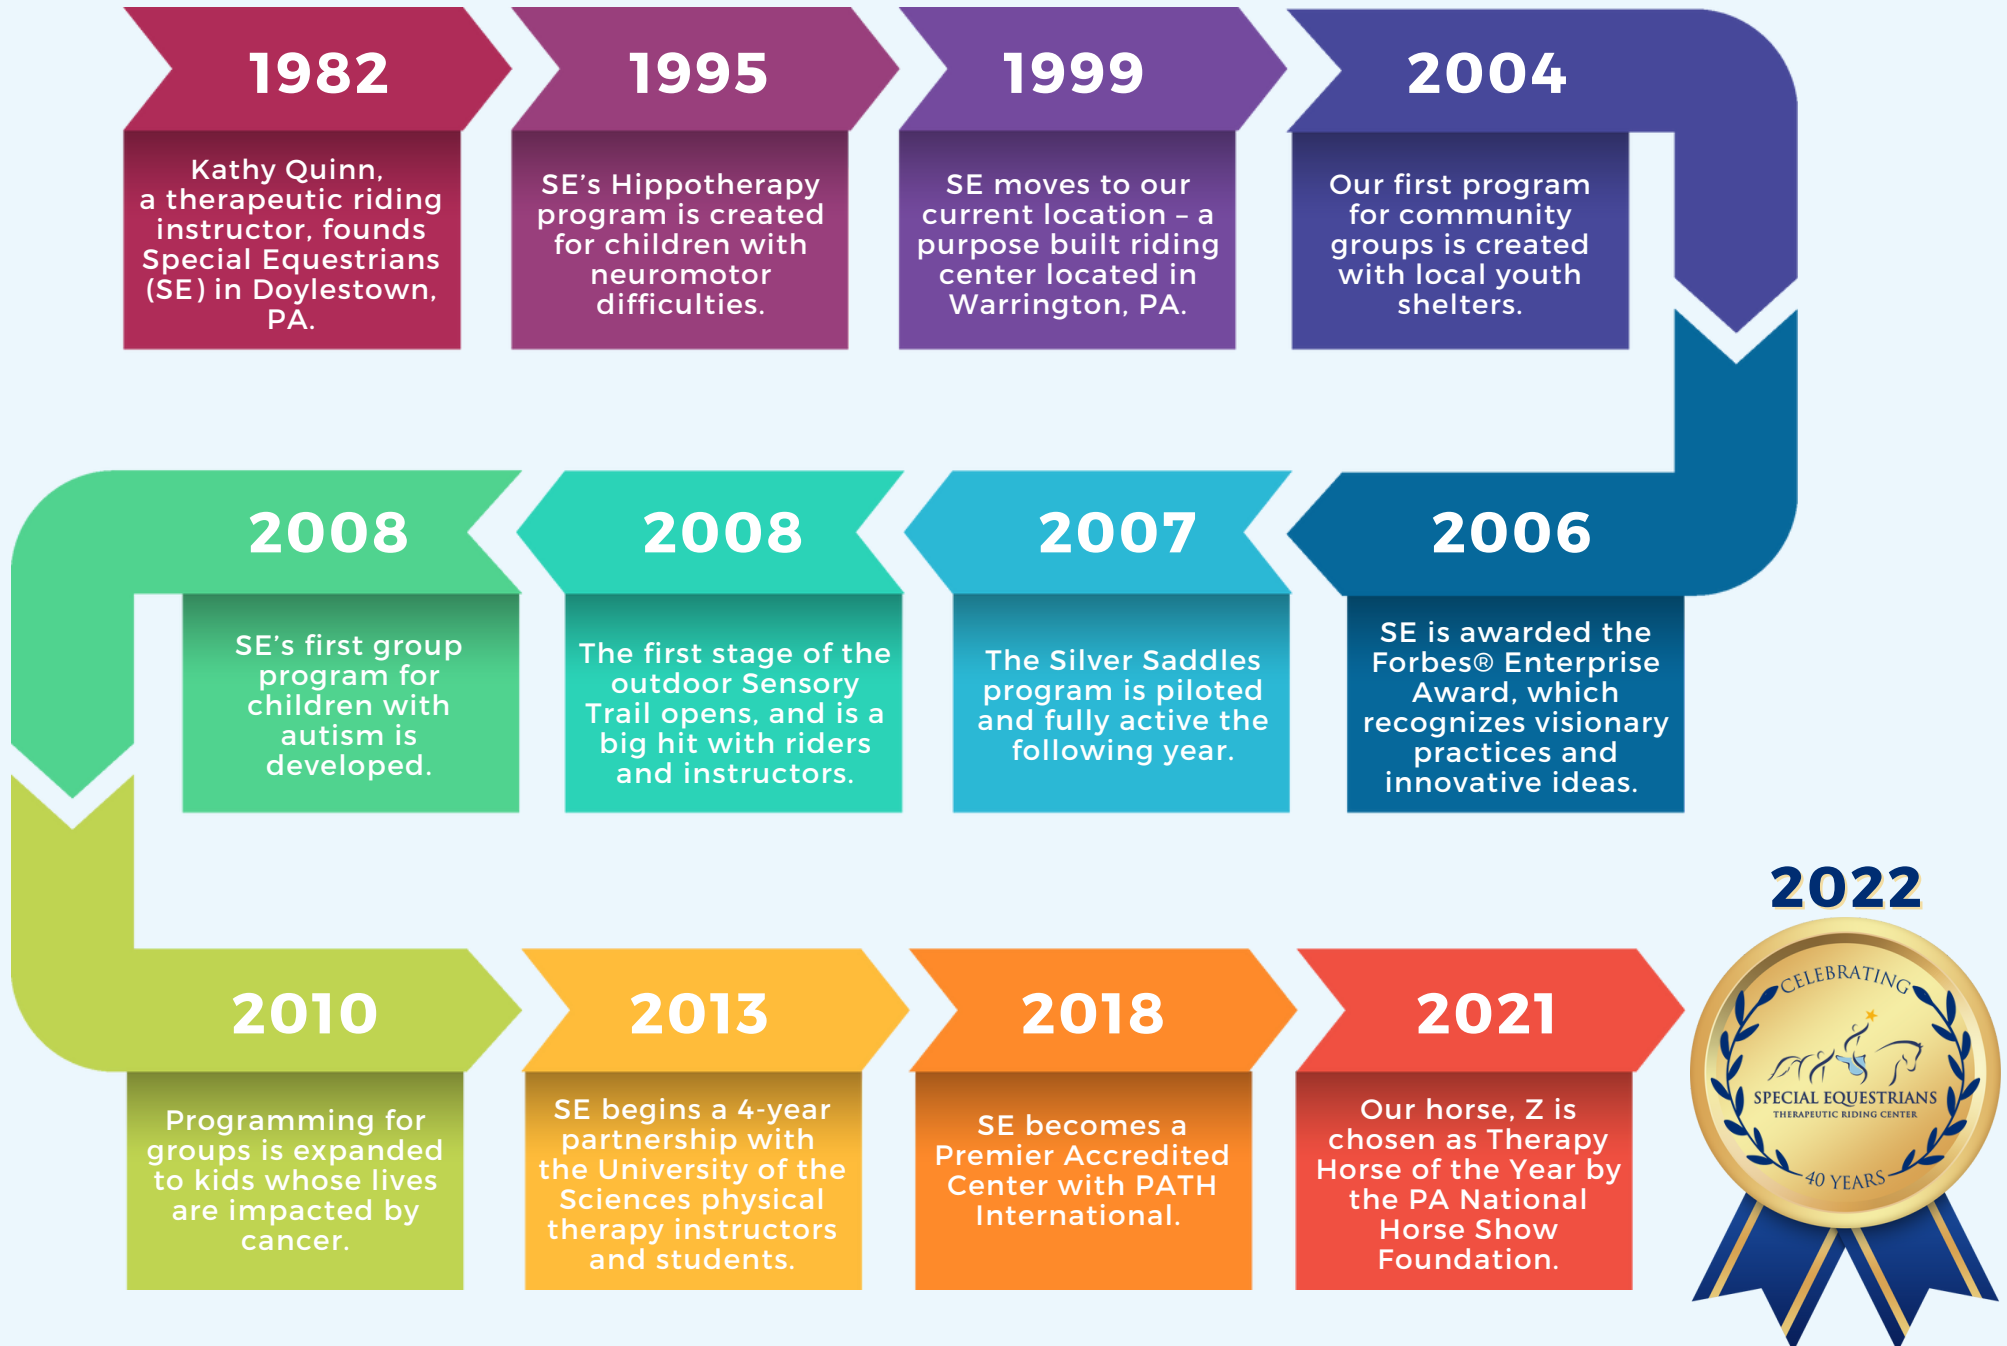 1982
Kathy Quinn,
a therapeutic riding
instructor, founds
Special Equestrians
(SE) in Doylestown,
PA.
1995
SE's Hippotherapy
program is created
for children with
neuromotor
difficulties.
1999
SE moves to our
current location – a
purpose built riding
center located in
Warrington, PA.
2004
Our first program
for community
groups is created
with local youth
shelters.
2006
SE is awarded the
Forbes® Enterprise
Award, which
recognizes visionary
practices and
innovative ideas.
2007
The Silver Saddles
program is piloted
and fully active the
following year.
2008
The first stage of the
outdoor Sensory
Trail opens, and is a
big hit with riders
and instructors.
2008
SE's first group
program for
children with
autism is
developed.
2010
Programming for
groups is expanded
to kids whose lives
are impacted by
cancer.
2013
SE begins a 4-year
partnership with
the University of the
Sciences physical
therapy instructors
and students.
2018
SE becomes a
Premier Accredited
Center with PATH
International.
2021
Our horse, Z is
chosen as Therapy
Horse of the Year by
the PA National
Horse Show
Foundation.
2022
CELEBRATING
SPECIAL EQUESTRIANS
THERAPEUTIC RIDING CENTER
40 YEARS